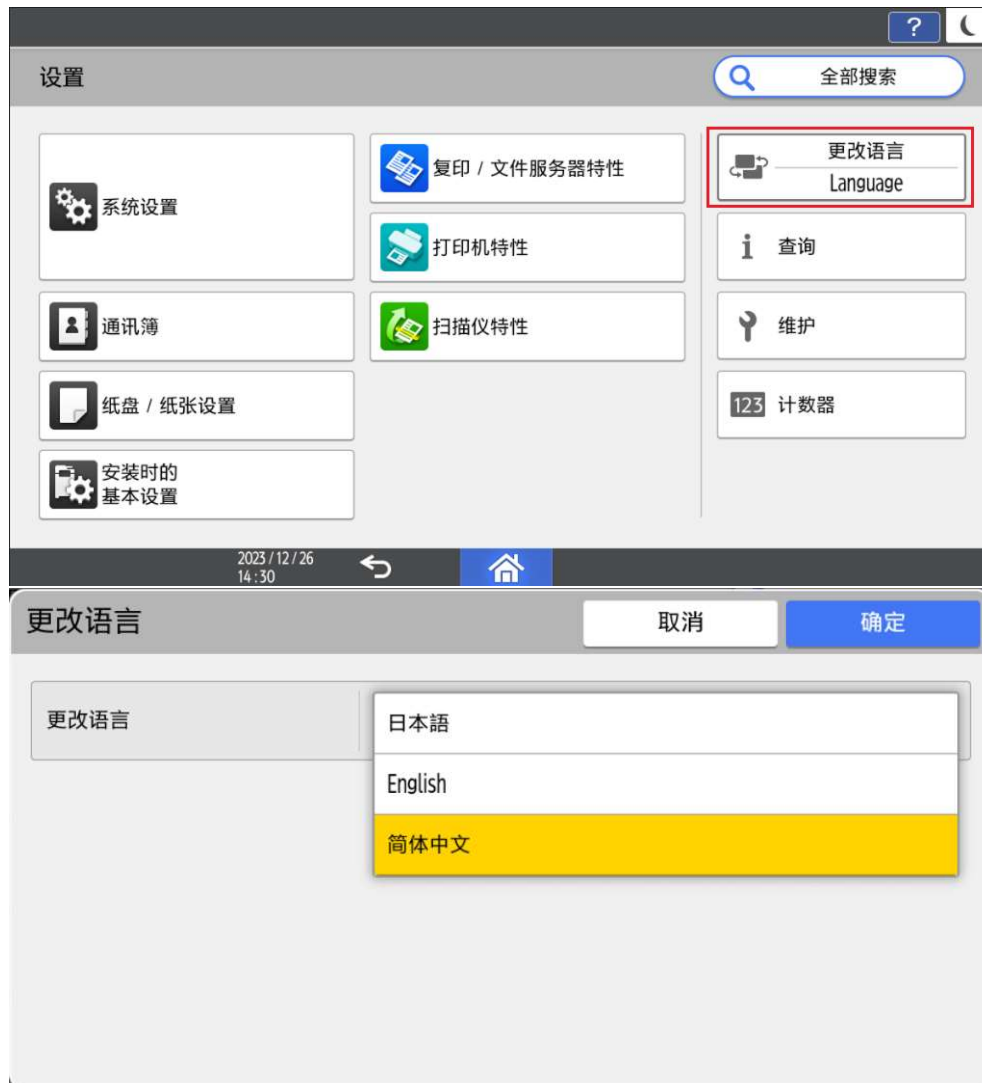 ?
设置
全部搜索
系统设置
复印 / 文件服务器特性
更改语言
Language
打印机特性
i 查询
通讯簿
扫描仪特性
维护
纸盘 / 纸张设置
123 计数器
安装时的
基本设置
2023 / 12 / 26
14 : 30
更改语言
取消
确定
更改语言
日本語
English
简体中文